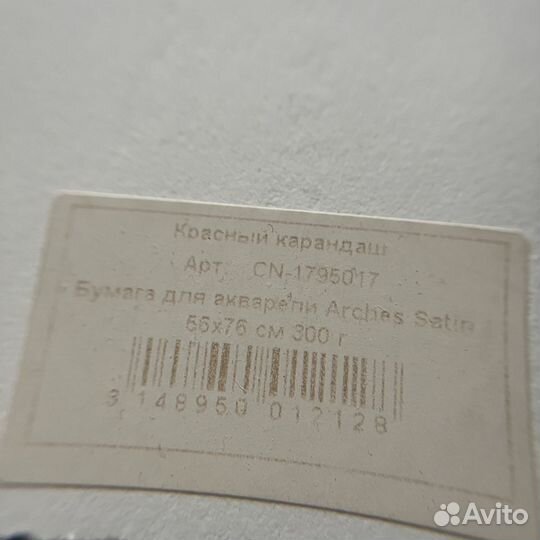 Красный карандаш
Арт. CN-1795017
Бумага для акварели Arches Satin
56x76 см 300 г
3 148950 012128
Avito